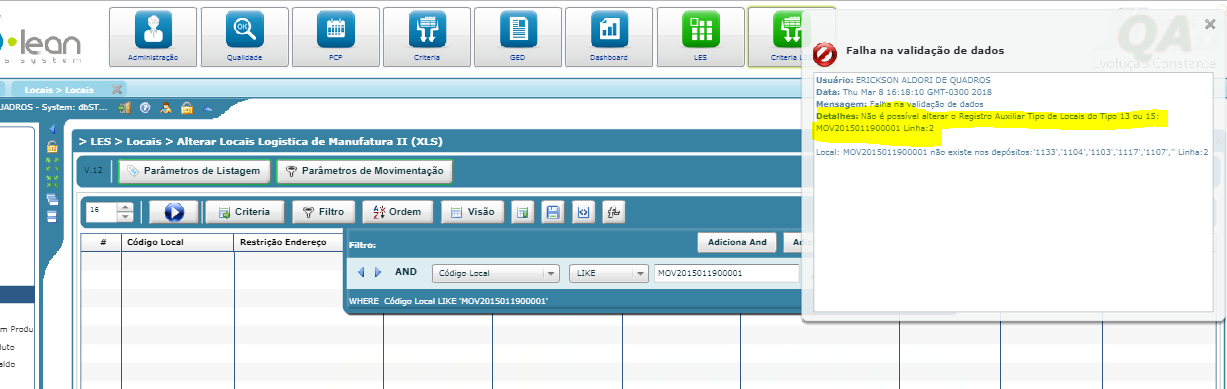 lean
s system
Administração
Qualidade
PCP
Criteria
GED
Dashboard
LES
Criteria LES
QA
Evolução Constante
Falha na validação de dados
Usuário: ERICKSON ALDORI DE QUADROS
Data: Thu Mar 8 16:18:10 GMT-0300 2018
Mensagem: Falha na validação de dados
Detalhes: Não é possível alterar o Registro Auxiliar Tipo de Locais do Tipo 13 ou 15:
MOV2015011900001 Linha:2
Local: MOV2015011900001 não existe nos depósitos:'1133','1104','1103','1117','1107','' Linha:2
Locais > Locais
UADROS - System: dbST...
> LES > Locais > Alterar Locais Logistica de Manufatura II (XLS)
V.12
Parâmetros de Listagem
Parâmetros de Movimentação
16
Criteria
Filtro
Ordem
Visão
#
Código Local
Restrição Endereço
Filtro:
Adiciona And
Adic
AND
Código Local
LIKE
MOV2015011900001
WHERE Código Local LIKE 'MOV2015011900001'
m Produ
uto
aldo